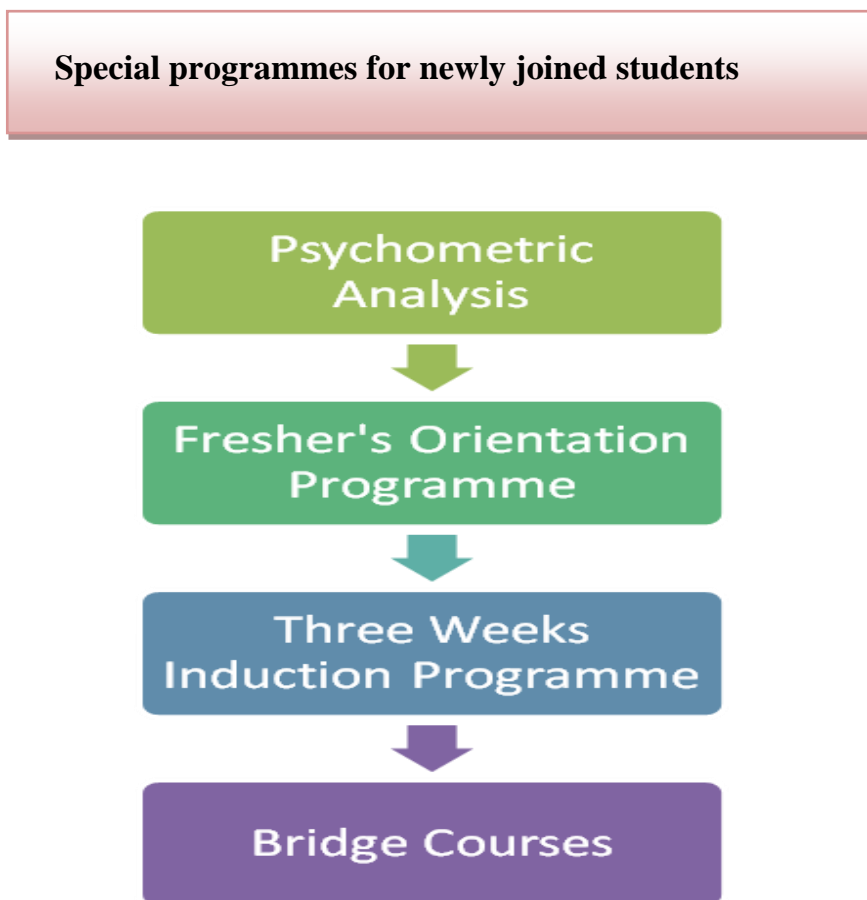 Special programmes for newly joined students
Psychometric
Analysis
Fresher's Orientation
Programme
Three Weeks
Induction Programme
Bridge Courses